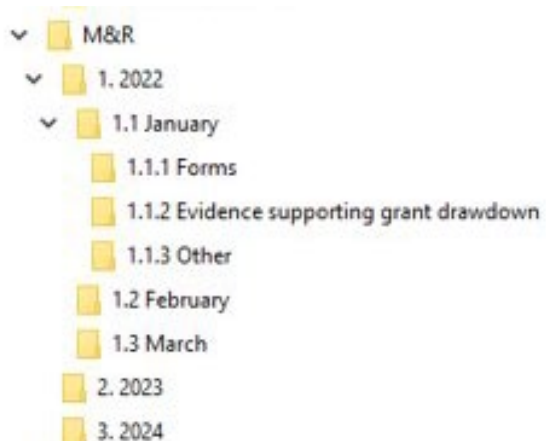 M&R
1. 2022
1.1 January
1.1.1 Forms
1.1.2 Evidence supporting grant drawdown
1.1.3 Other
1.2 February
1.3 March
2. 2023
3. 2024